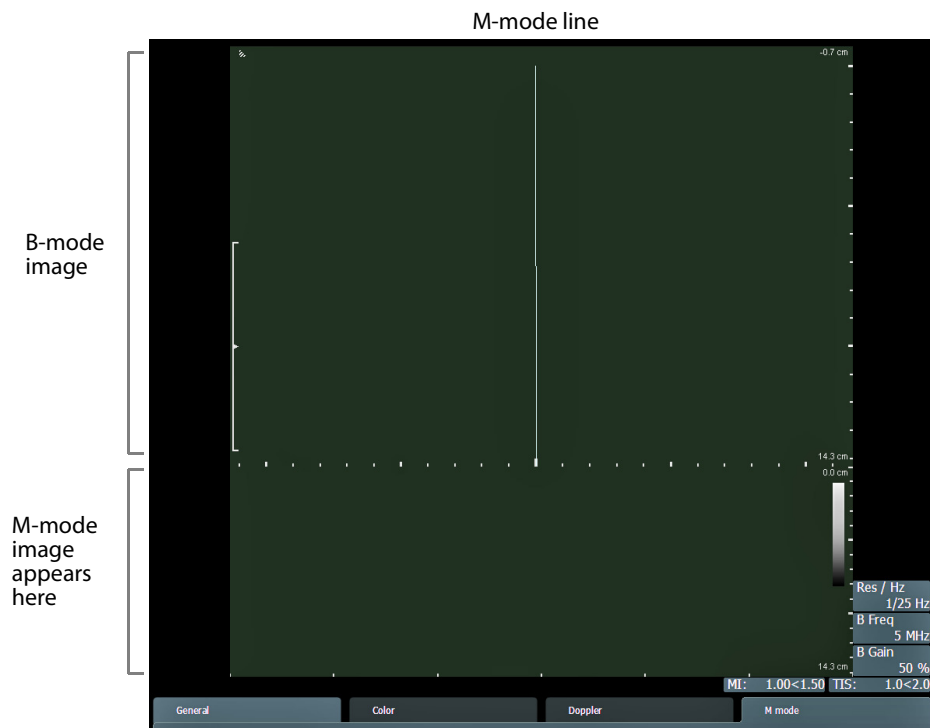 M-mode line
-0.7 cm
B-mode
image
14.3 cm
0.0 cm
M-mode
image
appears
here
Res / Hz
1/25 Hz
B Freq
5 MHz
B Gain
50 %
14.3 cm
MI: 1.00<1.50 TIS: 1.0<2.0
General Color Doppler M mode